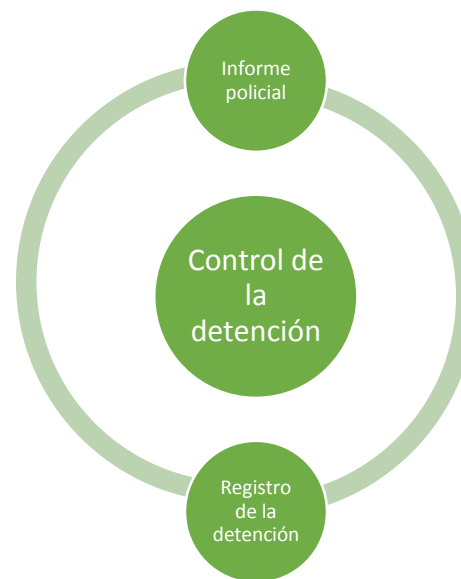 Informe
policial
Control de
la
detención
Registro
de la
detención